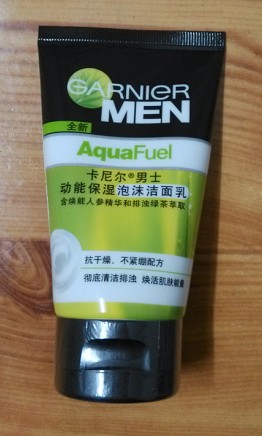 GARNIER
MEN
全新
AquaFuel
卡尼尔®男士
动能保湿泡沫洁面乳
含焕能人参精华和排浊绿茶萃取
抗干燥、不紧绷配方
彻底清洁排浊 焕活肌肤能量